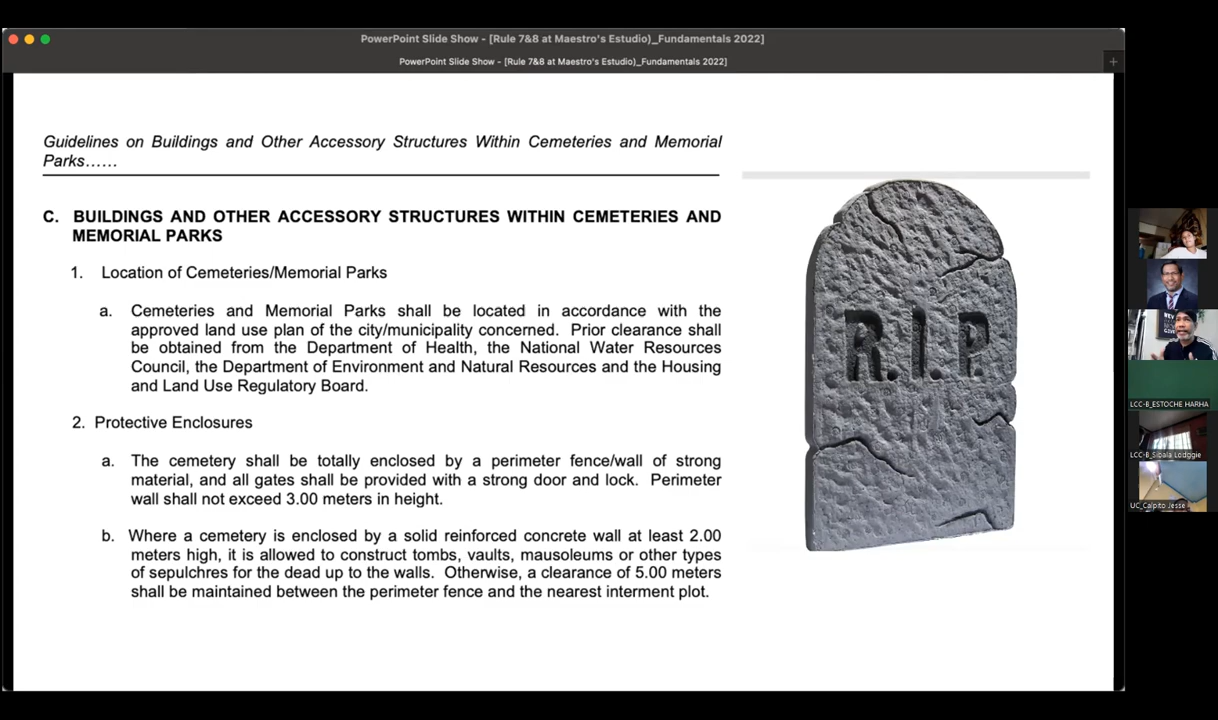 PowerPoint Slide Show - [Rule 7&8 at Maestro's Estudio)_Fundamentals 2022]
PowerPoint Slide Show - [Rule 7&8 at Maestro's Estudio)_Fundamentals 2022]
Guidelines on Buildings and Other Accessory Structures Within Cemeteries and Memorial
Parks......
C. BUILDINGS AND OTHER ACCESSORY STRUCTURES WITHIN CEMETERIES AND
MEMORIAL PARKS
1. Location of Cemeteries/Memorial Parks
a. Cemeteries and Memorial Parks shall be located in accordance with the
approved land use plan of the city/municipality concerned. Prior clearance shall
be obtained from the Department of Health, the National Water Resources
Council, the Department of Environment and Natural Resources and the Housing
and Land Use Regulatory Board.
2. Protective Enclosures
a. The cemetery shall be totally enclosed by a perimeter fence/wall of strong
material, and all gates shall be provided with a strong door and lock. Perimeter
wall shall not exceed 3.00 meters in height.
b. Where a cemetery is enclosed by a solid reinforced concrete wall at least 2.00
meters high, it is allowed to construct tombs, vaults, mausoleums or other types
of sepulchres for the dead up to the walls. Otherwise, a clearance of 5.00 meters
shall be maintained between the perimeter fence and the nearest interment plot.
R.I.P
LCC-B_ESTOCHE HARHA
LCC-B_Sibala Lodggie
UC_Calpito Jesse